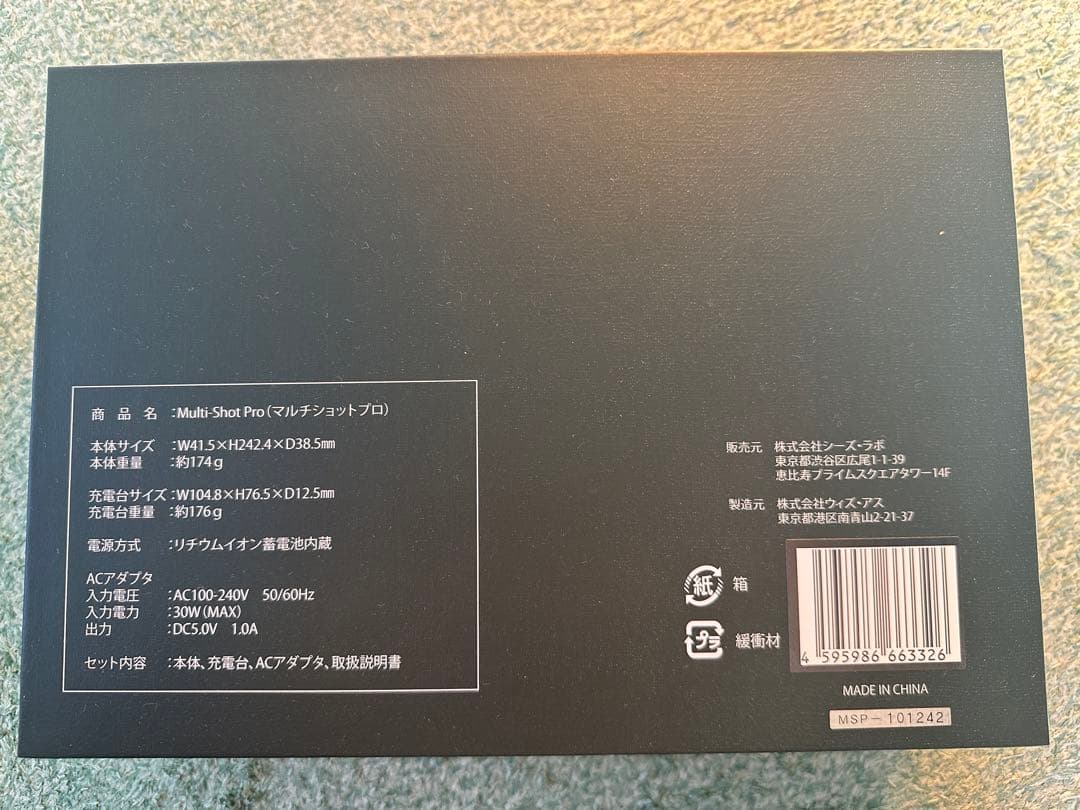 商品名 :Multi-Shot Pro(マルチショットプロ)
本体サイズ :W41.5×H242.4×D38.5㎜
本体重量 :約174g
充電台サイズ:W104.8×H76.5×D12.5㎜
充電台重量 :約176g
電源方式 :リチウムイオン蓄電池内蔵
ACアダプタ
入力電圧 :AC100-240V 50/60Hz
入力電力 :30W(MAX)
出力 :DC5.0V 1.0A
セット内容 :本体、充電台、ACアダプタ、取扱説明書
販売元 株式会社シーズ・ラボ
東京都渋谷区広尾1-1-39
恵比寿プライムスクエアタワー14F
製造元 株式会社ウィズ・アス
東京都港区南青山2-21-37
紙 箱
プラ 緩衝材
4 595986 663326
MADE IN CHINA
MSP-101242